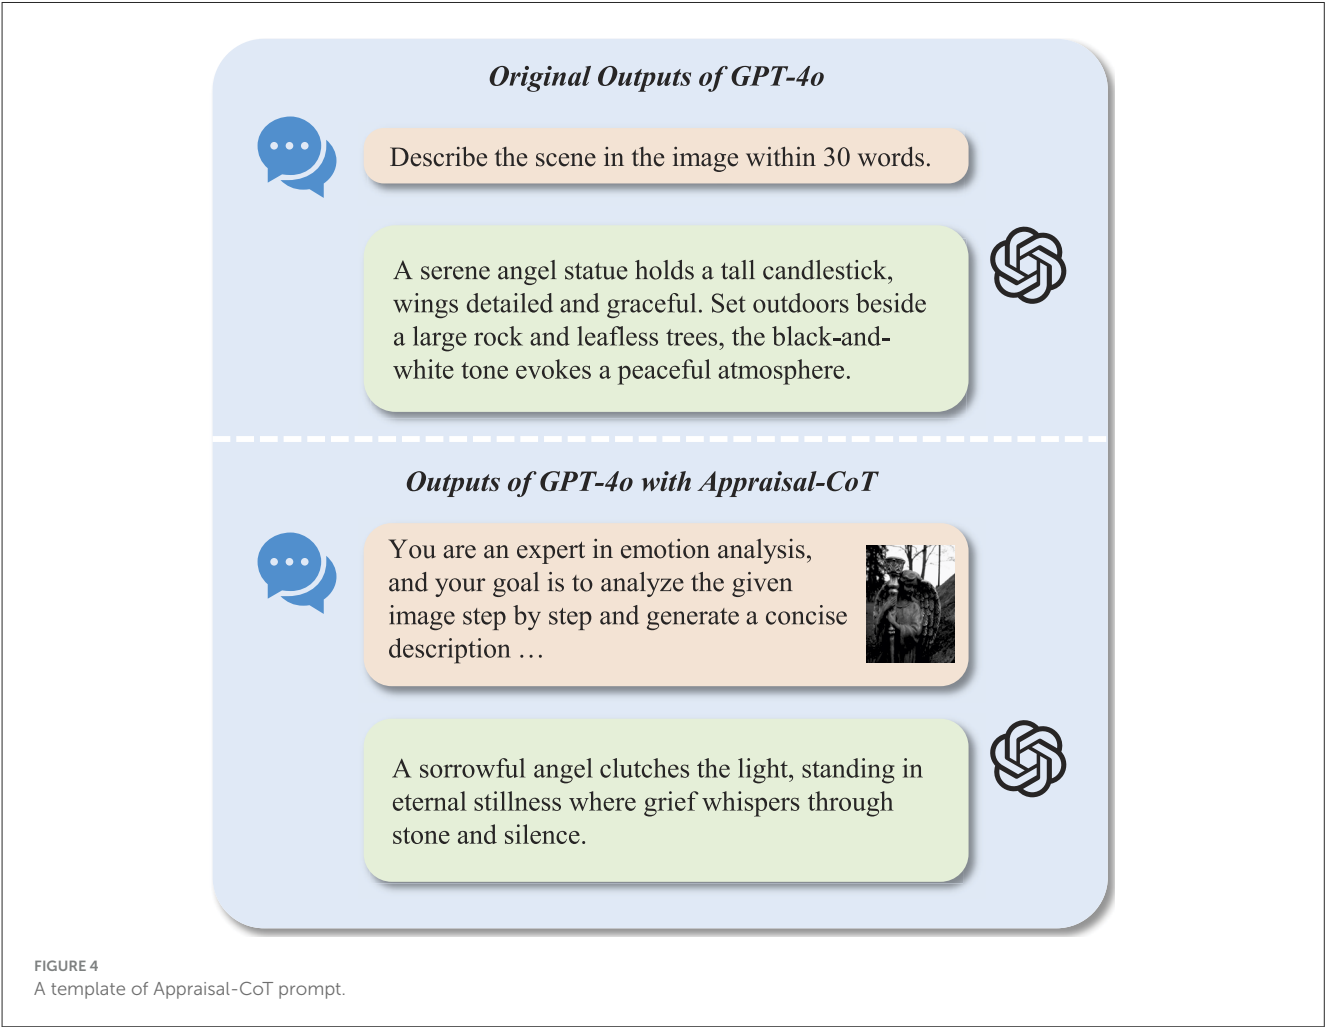 Original Outputs of GPT-4o
Describe the scene in the image within 30 words.
A serene angel statue holds a tall candlestick,
wings detailed and graceful. Set outdoors beside
a large rock and leafless trees, the black-and-
white tone evokes a peaceful atmosphere.
Outputs of GPT-4o with Appraisal-CoT
You are an expert in emotion analysis,
and your goal is to analyze the given
image step by step and generate a concise
description …
A sorrowful angel clutches the light, standing in
eternal stillness where grief whispers through
stone and silence.
FIGURE 4
A template of Appraisal-CoT prompt.